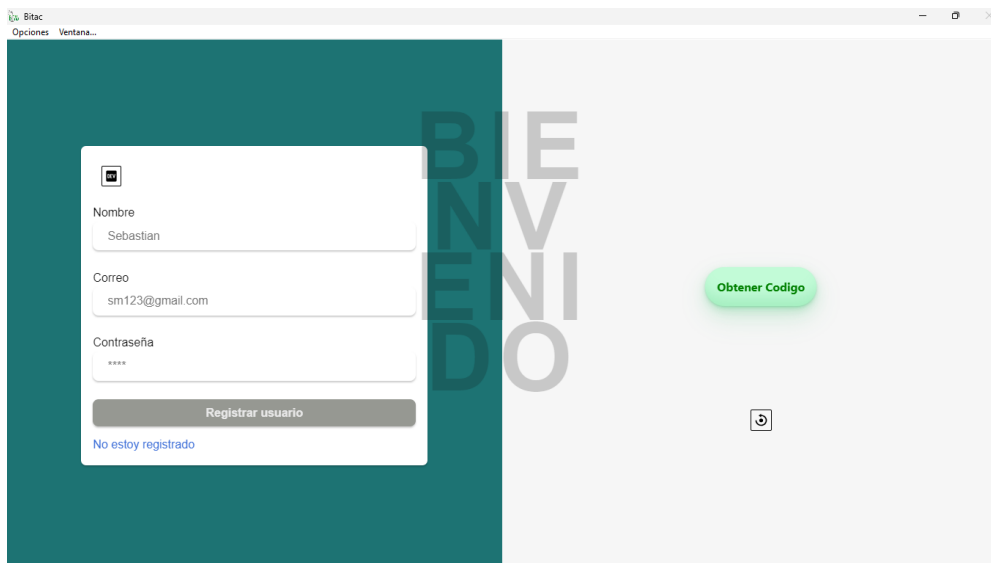 Bitac
Opciones Ventana...
BIE
NV
ENI
DO
DEV
Nombre
Sebastian
Correo
sm123@gmail.com
Contraseña
****
Registrar usuario
No estoy registrado
Obtener Codigo